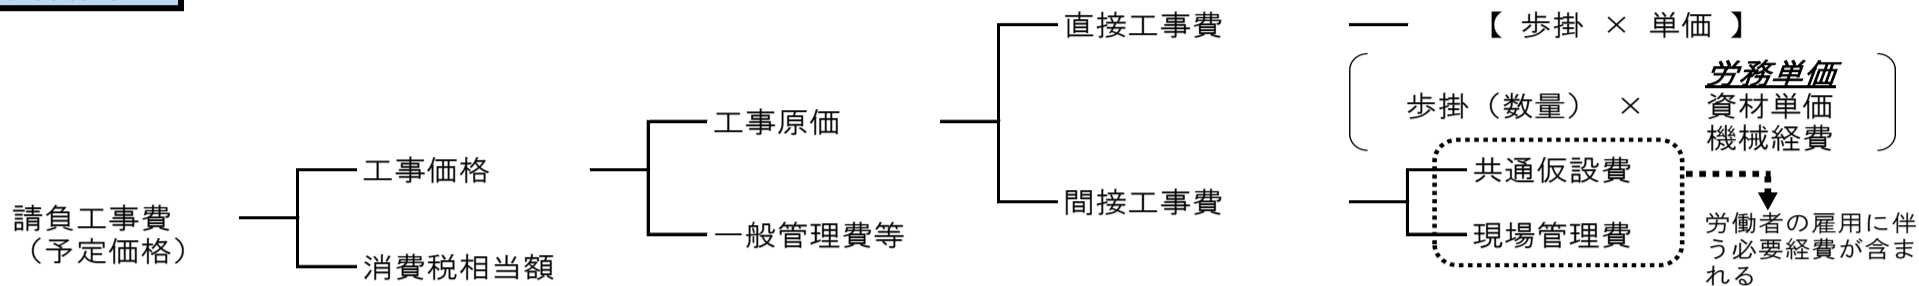 直接工事費
【 歩掛 × 単価 】
労務単価
歩掛（数量） × 資材単価
機械経費
工事原価
工事価格
共通仮設費
間接工事費
請負工事費
（予定価格）
一般管理費等
現場管理費
消費税相当額
労働者の雇用に伴
う必要経費が含ま
れる